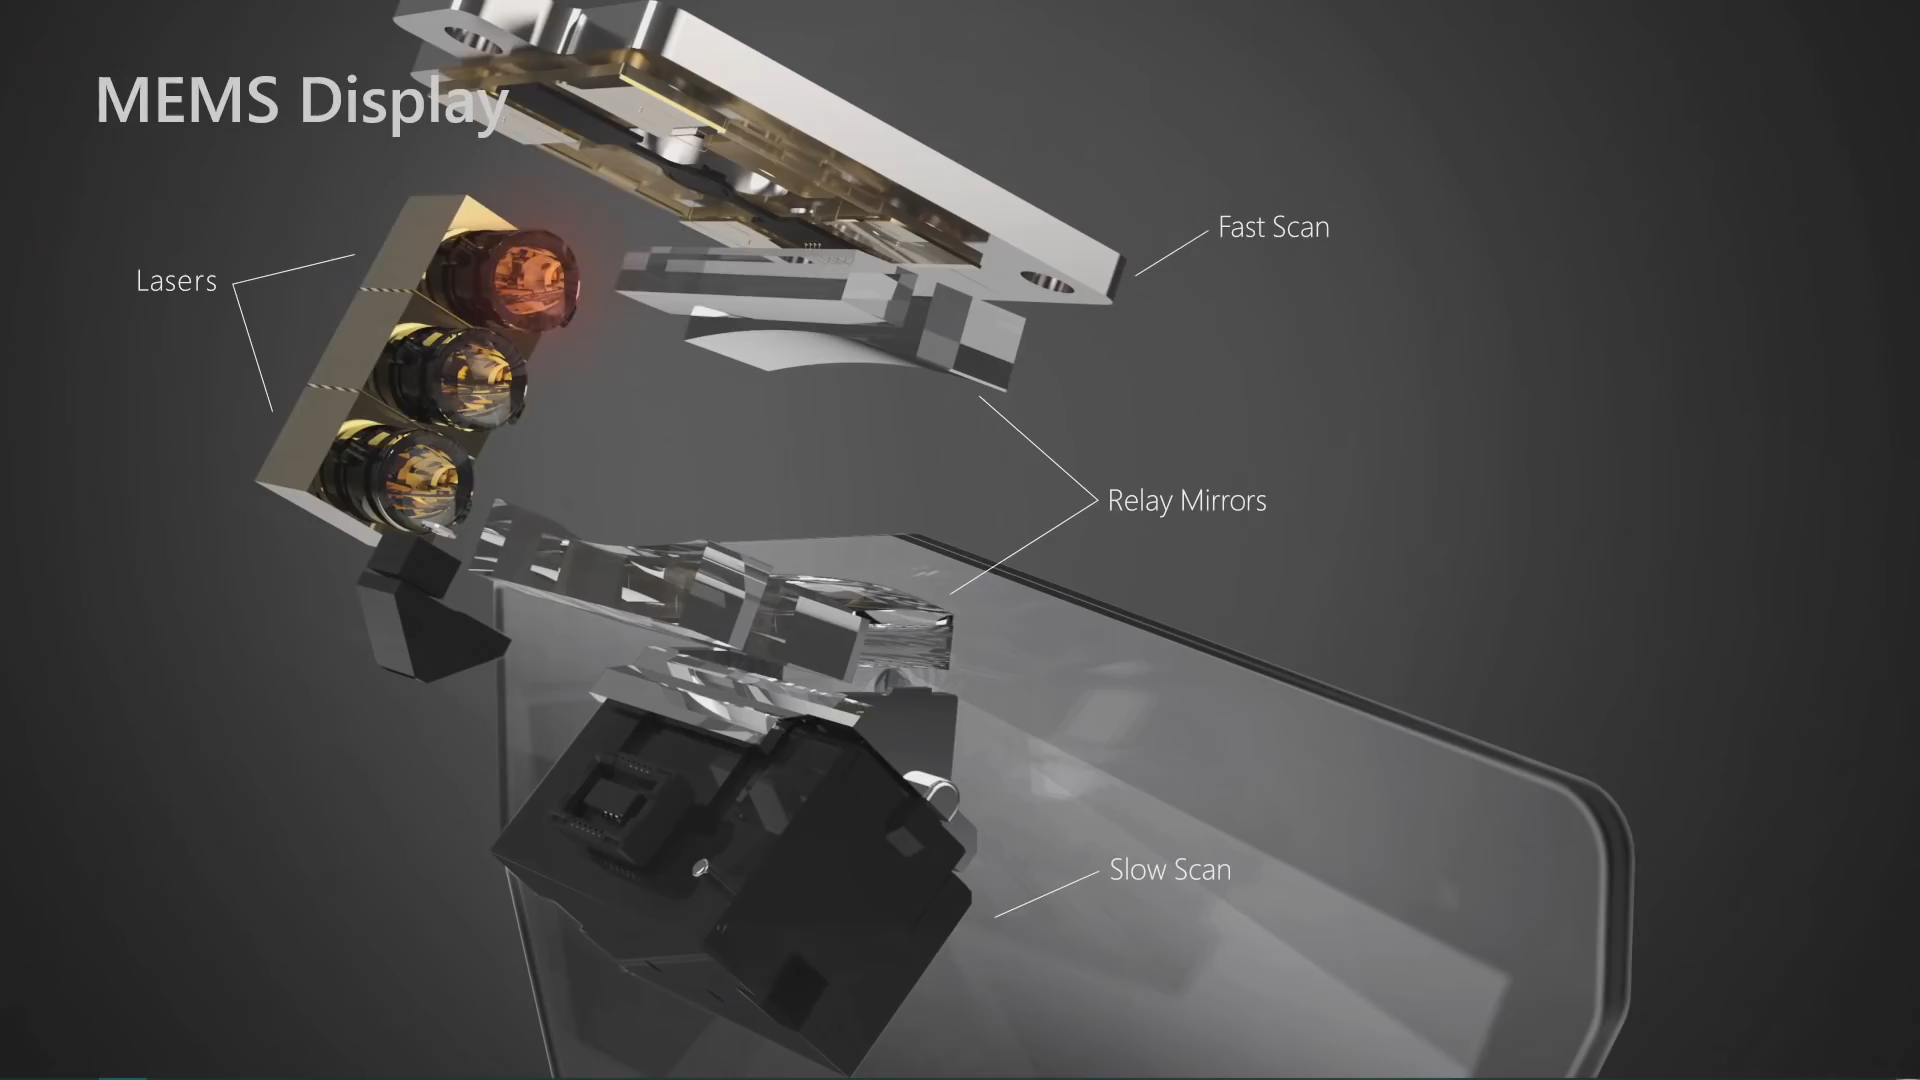 MEMS Display
Fast Scan
Lasers
Relay Mirrors
Slow Scan